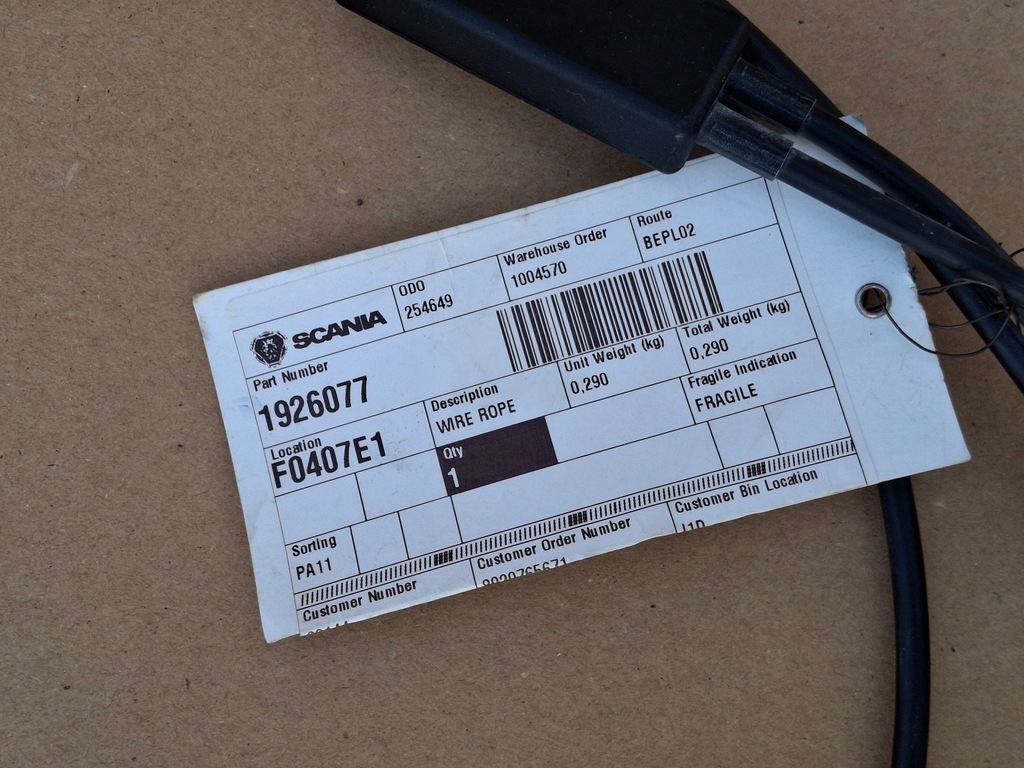 SCANIA
ODO
254649
Warehouse Order
1004570
Route
BEPL02
Part Number
1926077
Description
WIRE ROPE
Unit Weight (kg)
0,290
Total Weight (kg)
0,290
Location
F0407E1
Qty
1
Fragile Indication
FRAGILE
Sorting
PA11
Customer Number
Customer Order Number
Customer Bin Location